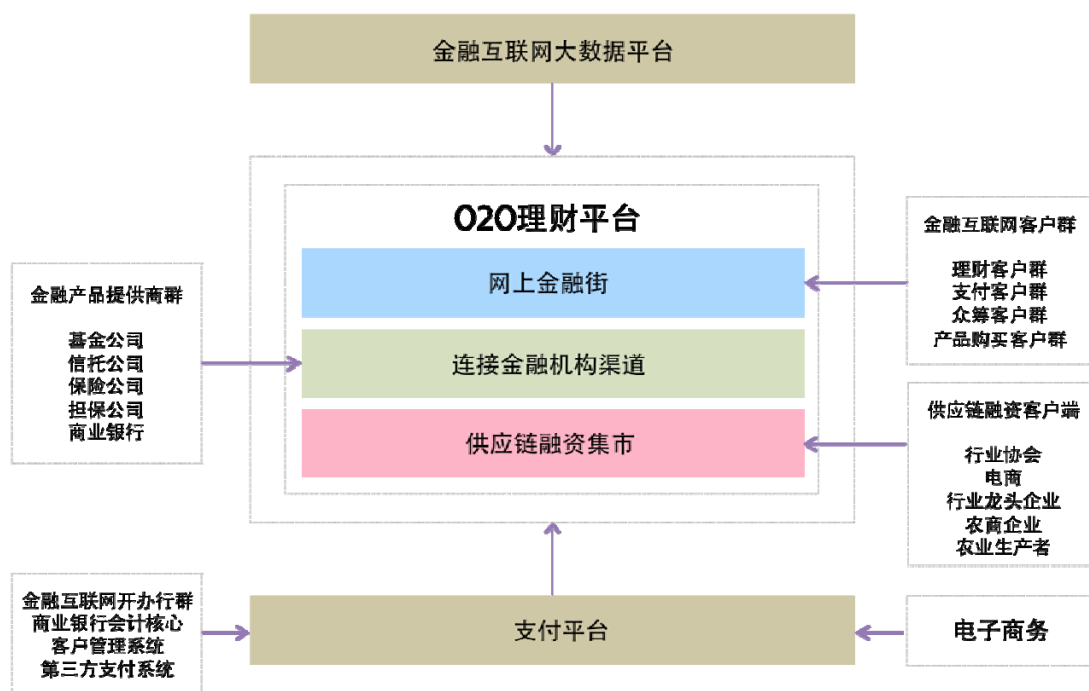 金融互联网大数据平台
O2O理财平台
网上金融街
连接金融机构渠道
供应链融资集市
金融产品提供商群
基金公司
信托公司
保险公司
担保公司
商业银行
金融互联网客户群
理财客户群
支付客户群
众筹客户群
产品购买客户群
供应链融资客户端
行业协会
电商
行业龙头企业
农商企业
农业生产者
金融互联网开办行群
商业银行会计核心
客户管理系统
第三方支付系统
支付平台
电子商务